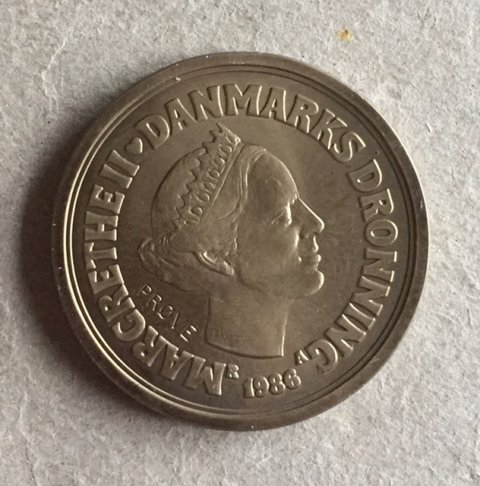 MARGRETHE II ♥ DANMARKS DRONNING
PRØVE
R 1986 A